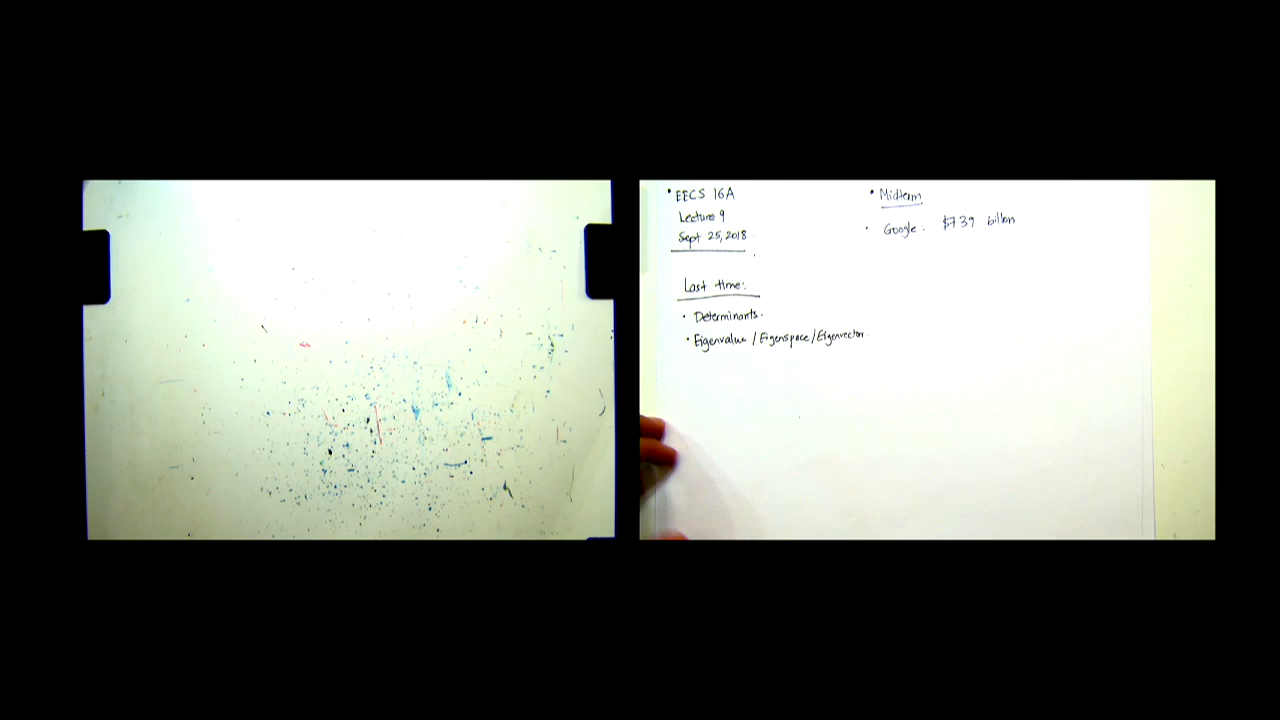 • EECS 16A
Lecture 9
Sept 25, 2018
• Midterm
• Google: $739 billion
Last time:
• Determinants.
• Eigenvalue / Eigenspace / Eigenvector